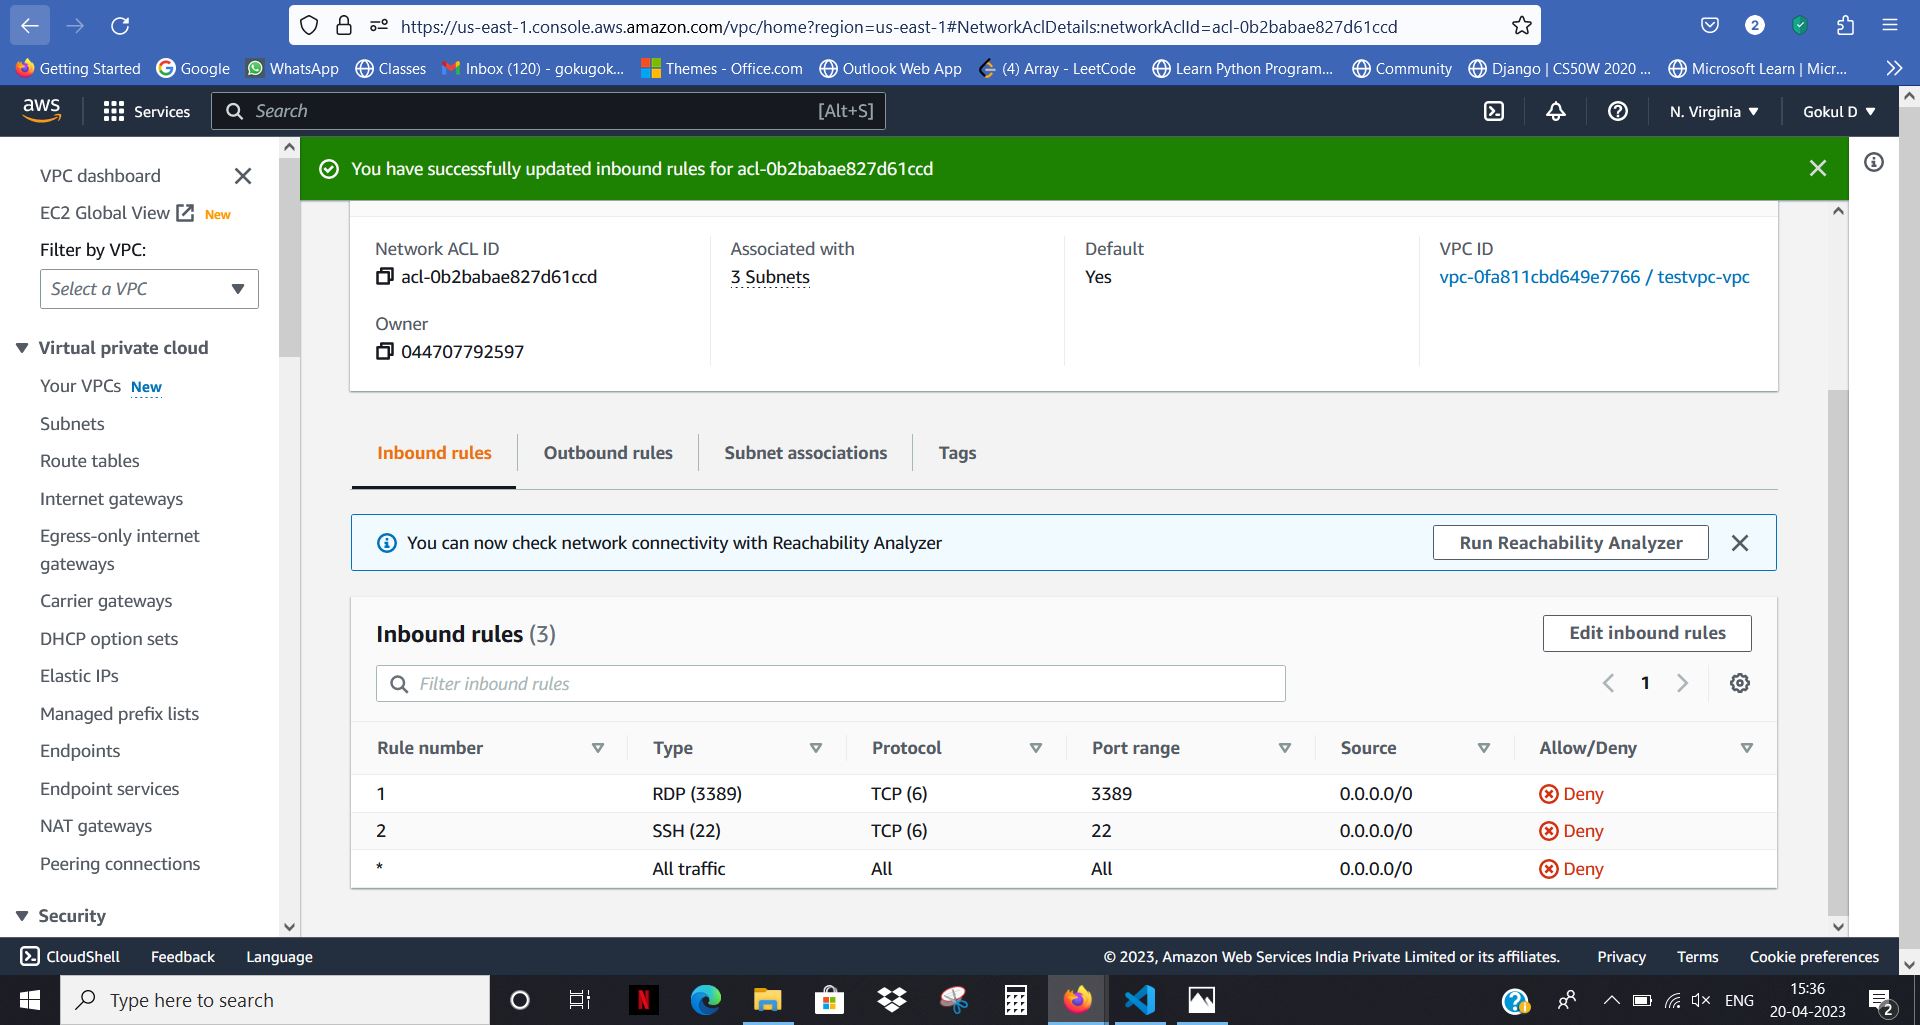 https://us-east-1.console.aws.amazon.com/vpc/home?region=us-east-1#NetworkAclDetails:networkAclId=acl-0b2babae827d61ccd
2
Getting Started
Google
WhatsApp
Classes
Inbox (120) - gokugok...
Themes - Office.com
Outlook Web App
(4) Array - LeetCode
Learn Python Program...
Community
Django | CS50W 2020 ...
Microsoft Learn | Micr...
aws
Services
Search
[Alt+S]
N. Virginia
Gokul D
VPC dashboard
EC2 Global View New
Filter by VPC:
Select a VPC
Virtual private cloud
Your VPCs New
Subnets
Route tables
Internet gateways
Egress-only internet
gateways
Carrier gateways
DHCP option sets
Elastic IPs
Managed prefix lists
Endpoints
Endpoint services
NAT gateways
Peering connections
Security
You have successfully updated inbound rules for acl-0b2babae827d61ccd
Network ACL ID
acl-0b2babae827d61ccd
Associated with
3 Subnets
Default
Yes
VPC ID
vpc-0fa811cbd649e7766 / testvpc-vpc
Owner
044707792597
Inbound rules
Outbound rules
Subnet associations
Tags
You can now check network connectivity with Reachability Analyzer
Run Reachability Analyzer
Inbound rules (3)
Edit inbound rules
Filter inbound rules
1
Rule number Type Protocol Port range Source Allow/Deny
1 RDP (3389) TCP (6) 3389 0.0.0.0/0 Deny
2 SSH (22) TCP (6) 22 0.0.0.0/0 Deny
* All traffic All All 0.0.0.0/0 Deny
CloudShell
Feedback
Language
© 2023, Amazon Web Services India Private Limited or its affiliates.
Privacy
Terms
Cookie preferences
Type here to search
N
ENG
15:36
20-04-2023
2